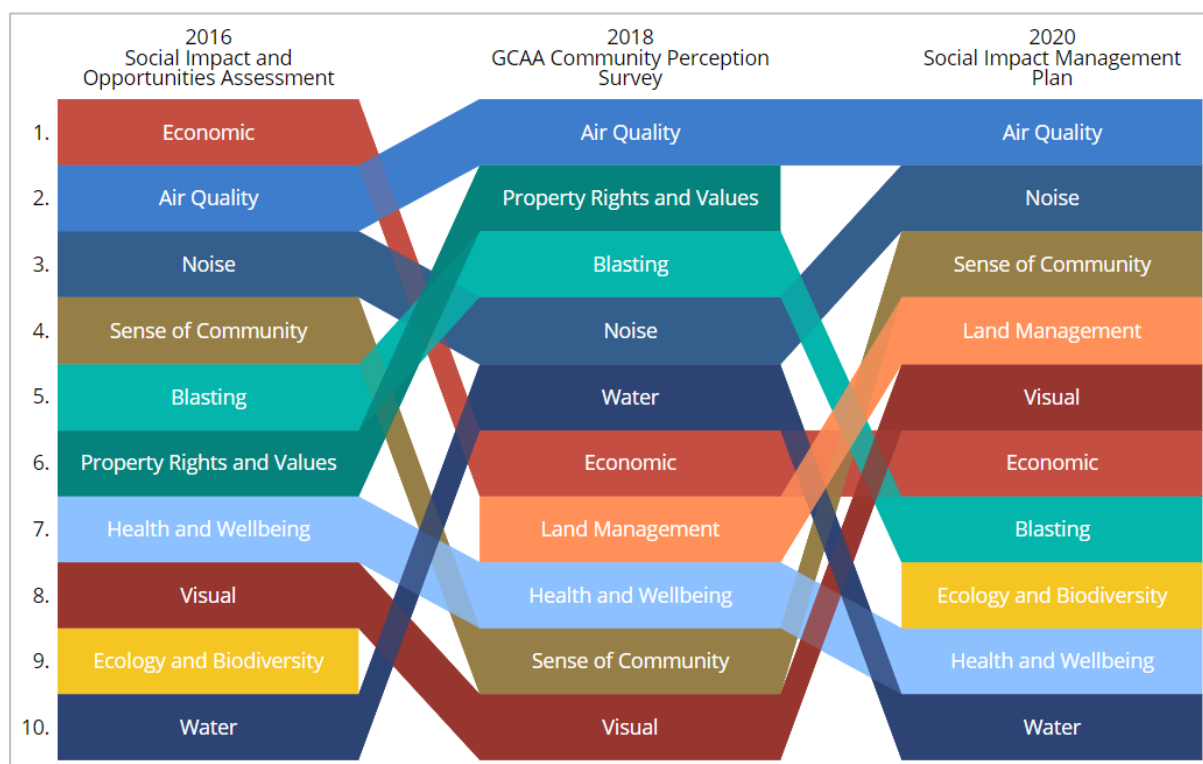 2016
Social Impact and
Opportunities Assessment
2018
GCAA Community Perception
Survey
2020
Social Impact Management
Plan
1.
Economic
Air Quality
Air Quality
2.
Air Quality
Property Rights and Values
Noise
3.
Noise
Blasting
Sense of Community
4.
Sense of Community
Noise
Land Management
5.
Blasting
Water
Visual
6.
Property Rights and Values
Economic
Economic
7.
Health and Wellbeing
Land Management
Blasting
8.
Visual
Health and Wellbeing
Ecology and Biodiversity
9.
Ecology and Biodiversity
Sense of Community
Health and Wellbeing
10.
Water
Visual
Water